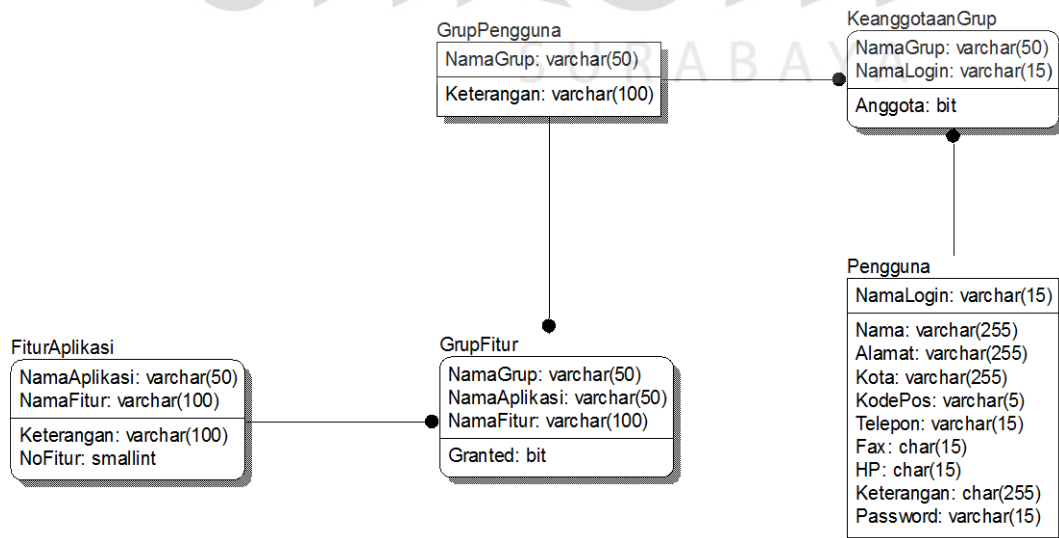 SURABAYA
GrupPengguna
NamaGrup: varchar(50)
Keterangan: varchar(100)
KeanggotaanGrup
NamaGrup: varchar(50)
NamaLogin: varchar(15)
Anggota: bit
Pengguna
NamaLogin: varchar(15)
Nama: varchar(255)
Alamat: varchar(255)
Kota: varchar(255)
KodePos: varchar(5)
Telepon: varchar(15)
Fax: char(15)
HP: char(15)
Keterangan: char(255)
Password: varchar(15)
FiturAplikasi
NamaAplikasi: varchar(50)
NamaFitur: varchar(100)
Keterangan: varchar(100)
NoFitur: smallint
GrupFitur
NamaGrup: varchar(50)
NamaAplikasi: varchar(50)
NamaFitur: varchar(100)
Granted: bit